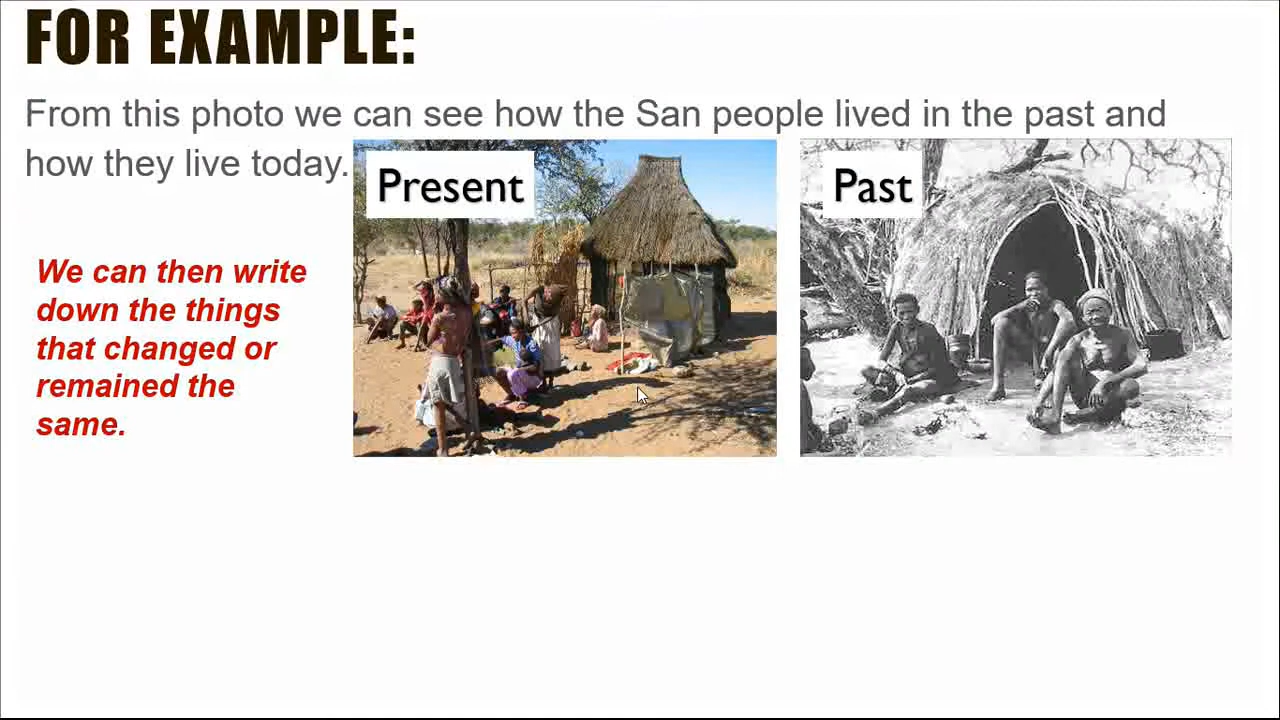 FOR EXAMPLE:
From this photo we can see how the San people lived in the past and
how they live today.
Present
Past
We can then write
down the things
that changed or
remained the
same.